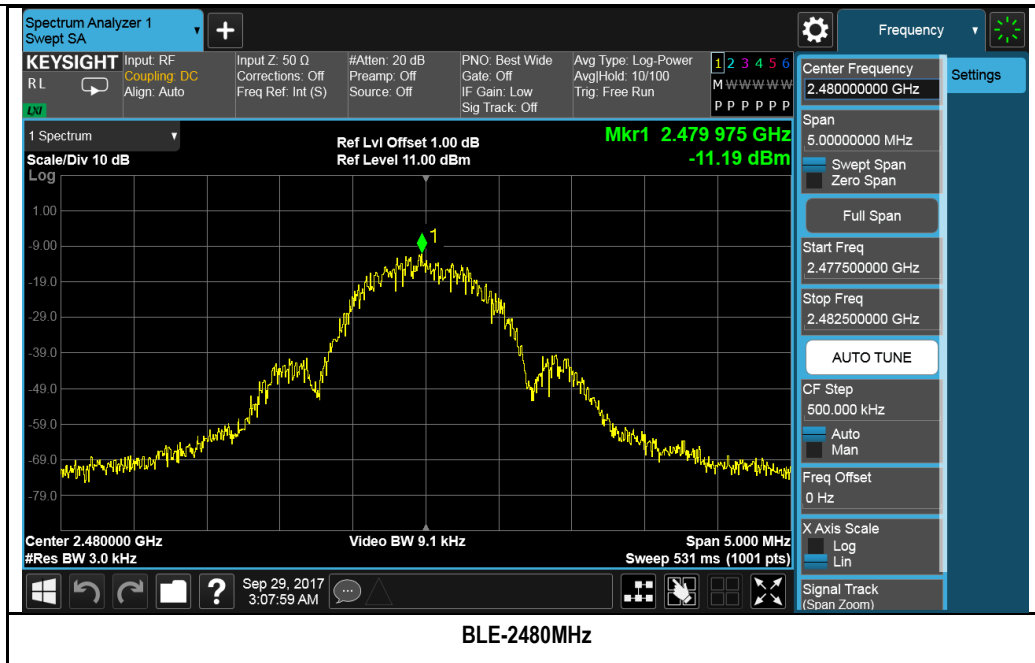 Spectrum Analyzer 1
Swept SA
+
Frequency
KEYSIGHT
RL
LXI
Input: RF
Coupling: DC
Align: Auto
Input Z: 50 Ω
Corrections: Off
Freq Ref: Int (S)
#Atten: 20 dB
Preamp: Off
Source: Off
PNO: Best Wide
Gate: Off
IF Gain: Low
Sig Track: Off
Avg Type: Log-Power
Avg|Hold: 10/100
Trig: Free Run
1 2 3 4 5 6
M W W W W W
P P P P P P
1 Spectrum
Scale/Div 10 dB
Log
Ref Lvl Offset 1.00 dB
Ref Level 11.00 dBm
Mkr1 2.479 975 GHz
-11.19 dBm
1.00
-9.00
-19.0
-29.0
-39.0
-49.0
-59.0
-69.0
-79.0
1
Center 2.480000 GHz
#Res BW 3.0 kHz
Video BW 9.1 kHz
Span 5.000 MHz
Sweep 531 ms (1001 pts)
Center Frequency
2.480000000 GHz
Settings
Span
5.00000000 MHz
Swept Span
Zero Span
Full Span
Start Freq
2.477500000 GHz
Stop Freq
2.482500000 GHz
AUTO TUNE
CF Step
500.000 kHz
Auto
Man
Freq Offset
0 Hz
X Axis Scale
Log
Lin
Signal Track
(Span Zoom)
?
Sep 29, 2017
3:07:59 AM
BLE-2480MHz